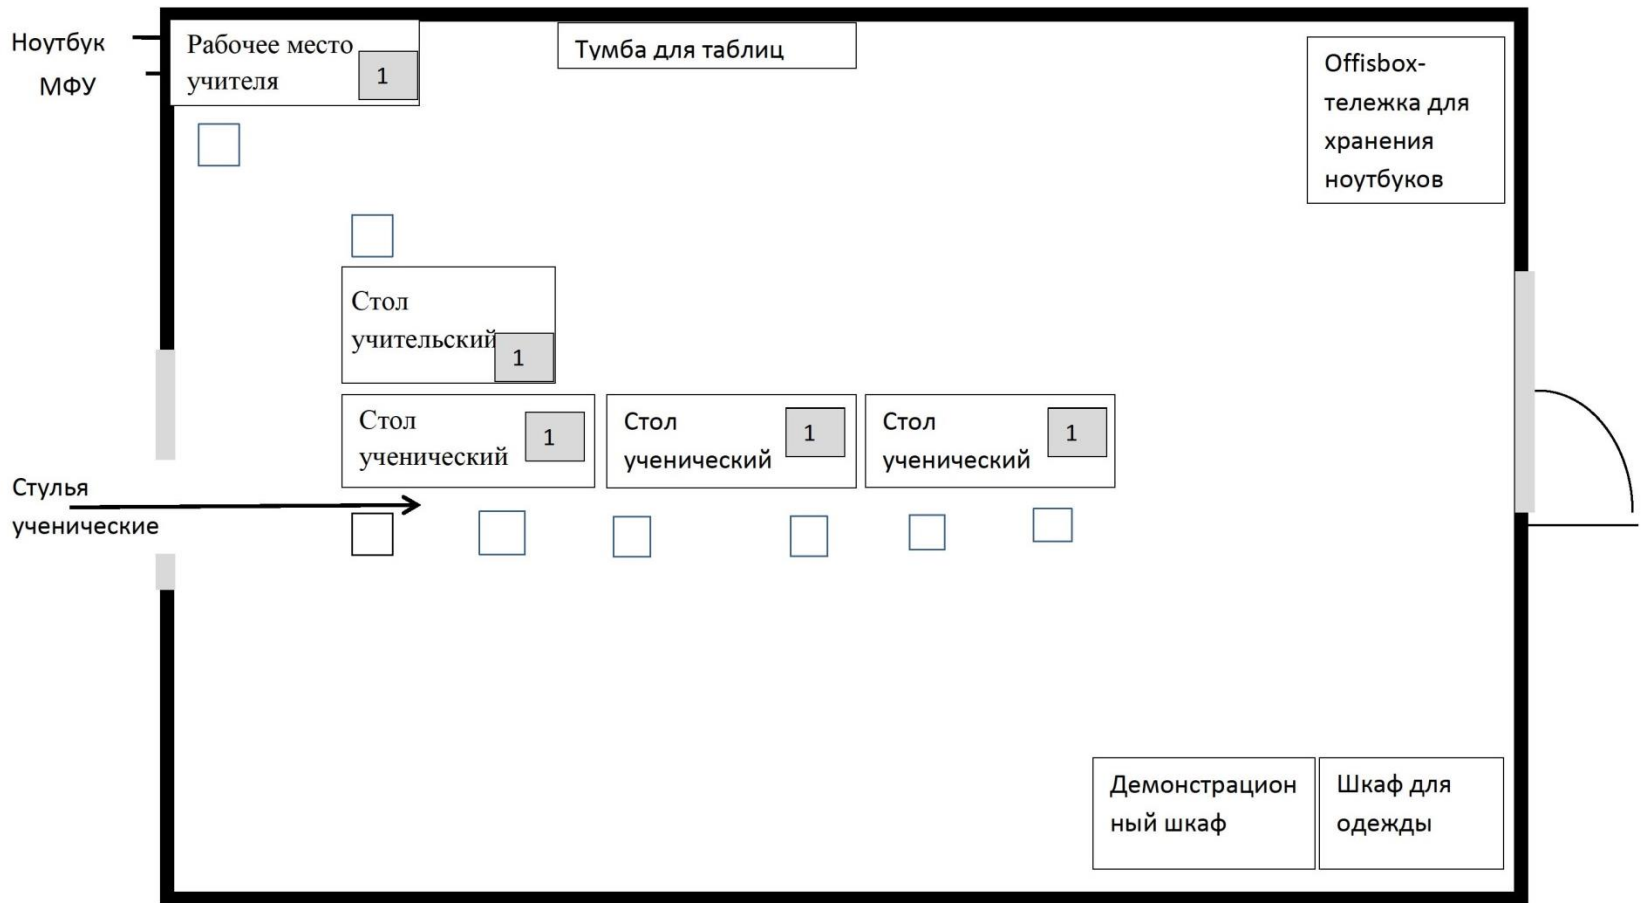 Ноутбук
МФУ
Рабочее место
учителя
1
Тумба для таблиц
Offisbox-
тележка для
хранения
ноутбуков
Стол
учительский
1
Стол
ученический
1
Стол
ученический
1
Стол
ученический
1
Стулья
ученические
Демонстрацион
ный шкаф
Шкаф для
одежды